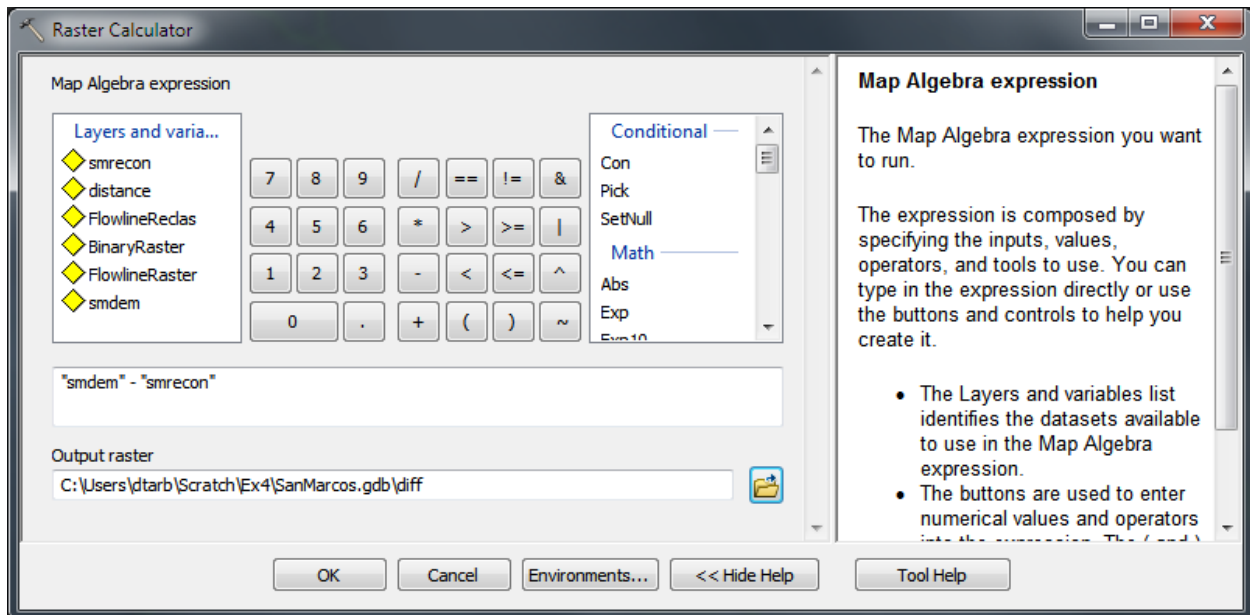 Raster Calculator
Map Algebra expression
Layers and varia...
smrecon
distance
FlowlineReclas
BinaryRaster
FlowlineRaster
smdem
7 8 9 / == != &
4 5 6 * > >= |
1 2 3 - < <= ^
0 . + ( ) ~
Conditional
Con
Pick
SetNull
Math
Abs
Exp
Exp10
"smdem" - "smrecon"
Output raster
C:\Users\dtarb\Scratch\Ex4\SanMarcos.gdb\diff
OK Cancel Environments... << Hide Help Tool Help
Map Algebra expression
The Map Algebra expression you want
to run.
The expression is composed by
specifying the inputs, values,
operators, and tools to use. You can
type in the expression directly or use
the buttons and controls to help you
create it.
• The Layers and variables list
identifies the datasets available
to use in the Map Algebra
expression.
• The buttons are used to enter
numerical values and operators
into the expression. The ( and )